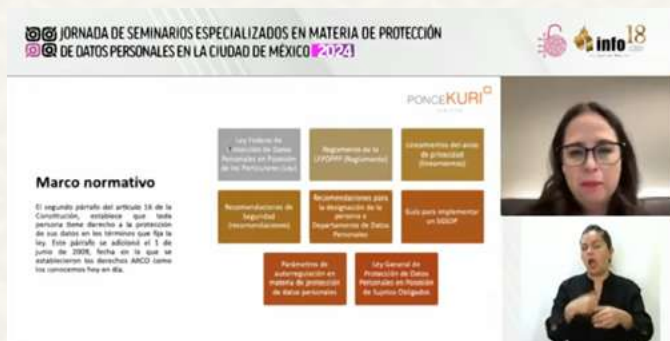 JORNADA DE SEMINARIOS ESPECIALIZADOS EN MATERIA DE PROTECCIÓN
DE DATOS PERSONALES EN LA CIUDAD DE MÉXICO 2024
info 18
PONCEKURI
Marco normativo
El segundo párrafo del artículo 16 de la
Constitución, establece que toda
persona tiene derecho a la protección
de sus datos en los términos que fija la
ley. Este párrafo se adicionó el 1 de
junio de 2009, fecha en la que se
establecieron los derechos ARCO como
los conocemos hoy en día.
Ley Federal de
Protección de Datos
Personales en Posesión
de los Particulares (Ley)
Reglamento de la
LFPDPPP (Reglamento)
Lineamientos del aviso
de privacidad
(lineamientos)
Recomendaciones de
Seguridad
(recomendaciones)
Recomendaciones para
la designación de la
persona o
Departamento de Datos
Personales
Guía para implementar
un SGSDP
Parámetros de
autorregulación en
materia de protección
de datos personales
Ley General de
Protección de Datos
Personales en Posesión
de Sujetos Obligados